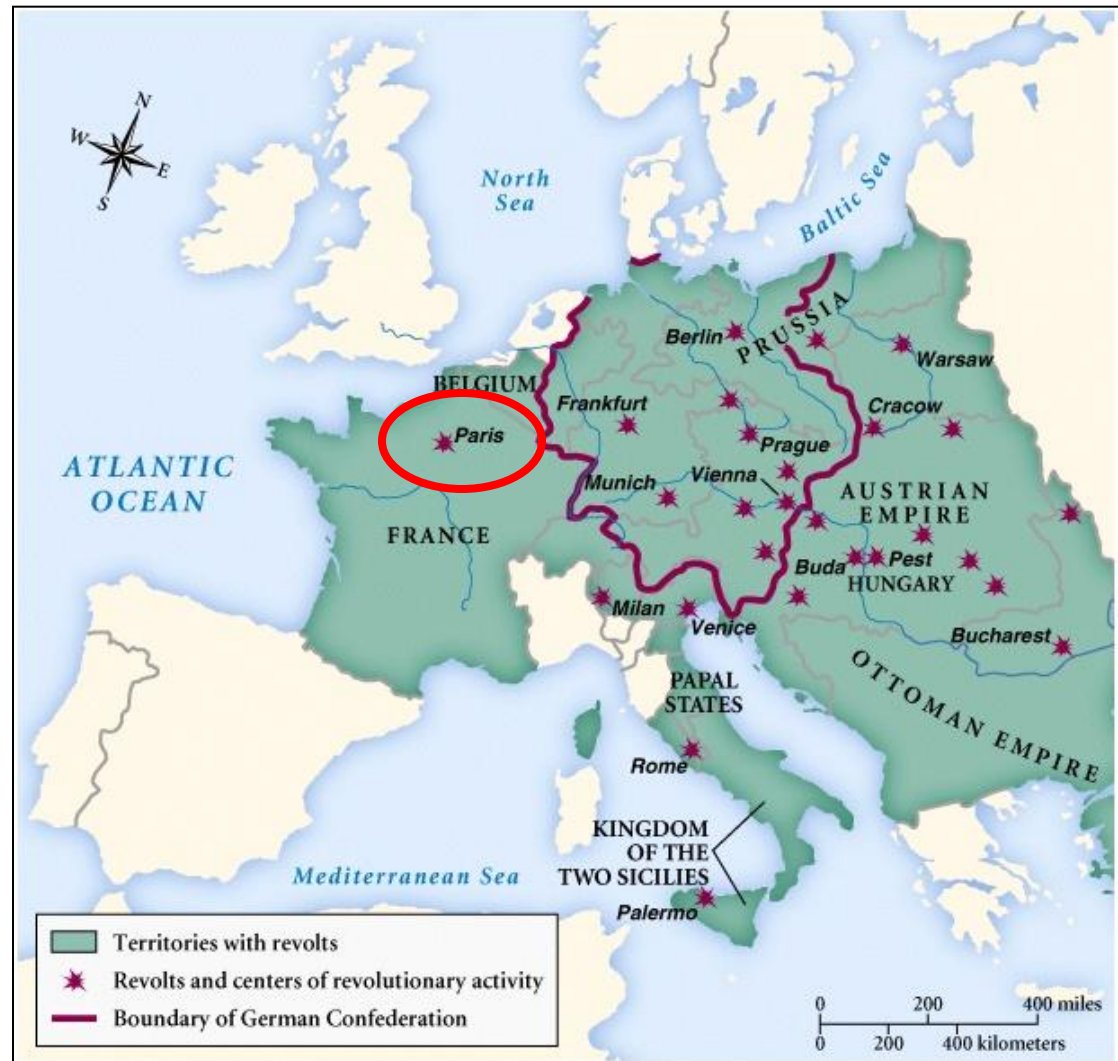 N
W
E
S
North
Sea
Baltic Sea
Berlin
PRUSSIA
Warsaw
BELGIUM
Frankfurt
Cracow
Paris
Prague
ATLANTIC
OCEAN
Vienna
Munich
AUSTRIAN
EMPIRE
FRANCE
Buda
Pest
HUNGARY
Milan
Venice
Bucharest
OTTOMAN EMPIRE
PAPAL
STATES
Rome
KINGDOM
OF THE
TWO SICILIES
Mediterranean Sea
Palermo
Territories with revolts
Revolts and centers of revolutionary activity
Boundary of German Confederation
0 200 400 miles
0 200 400 kilometers